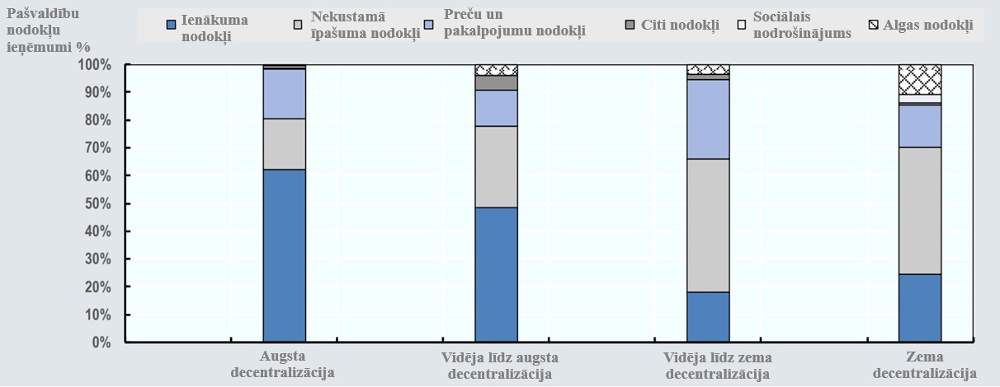 Pašvaldību
nodokļu
ieņēmumi %
Ienākuma
nodokļi
Nekustamā
īpašuma nodokļi
Preču un
pakalpojumu nodokļi
Citi nodokļi
Sociālais
nodrošinājums
Algas nodokļi
100%
90%
80%
70%
60%
50%
40%
30%
20%
10%
0%
Augsta
decentralizācija
Vidēja līdz augsta
decentralizācija
Vidēja līdz zema
decentralizācija
Zema
decentralizācija